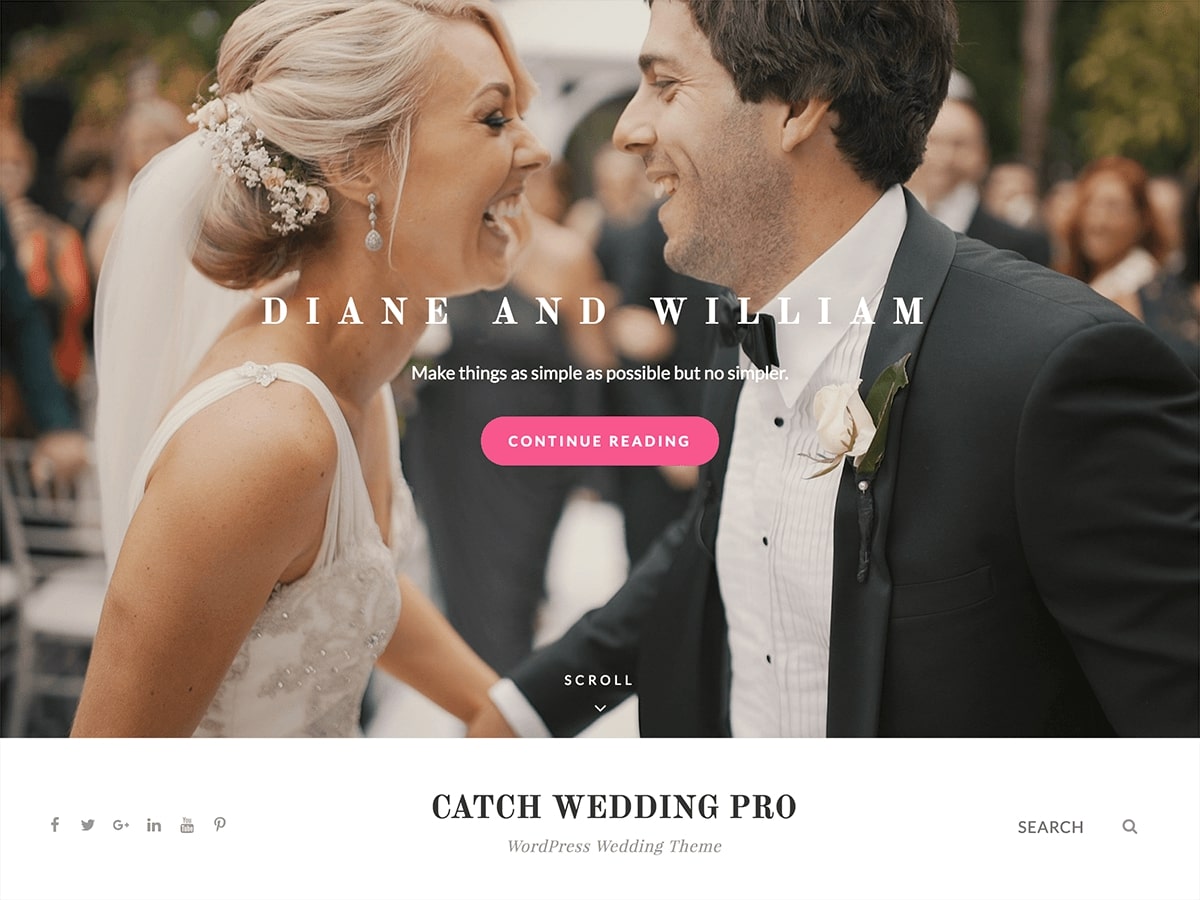 DIANE AND WILLIAM
Make things as simple as possible but no simpler.
CONTINUE READING
SCROLL
CATCH WEDDING PRO
WordPress Wedding Theme
SEARCH